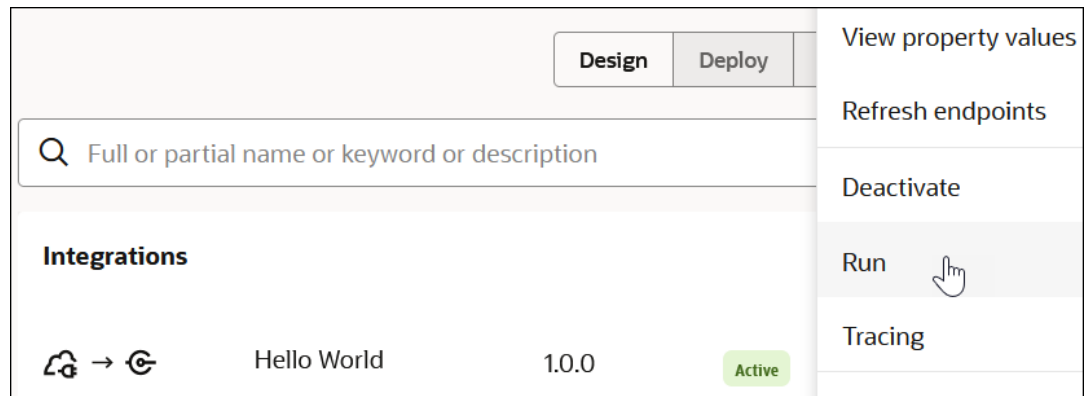 Design
Deploy
Full or partial name or keyword or description
Integrations
Hello World
1.0.0
Active
View property values
Refresh endpoints
Deactivate
Run
Tracing